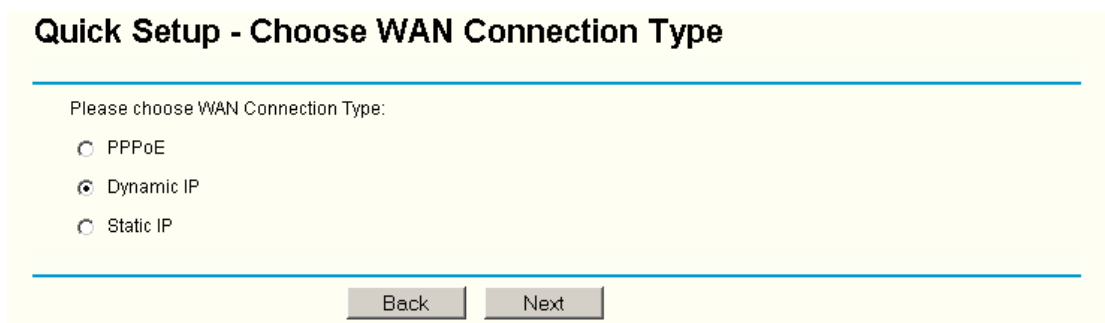 Quick Setup - Choose WAN Connection Type
Please choose WAN Connection Type:
PPPoE
Dynamic IP
Static IP
Back Next